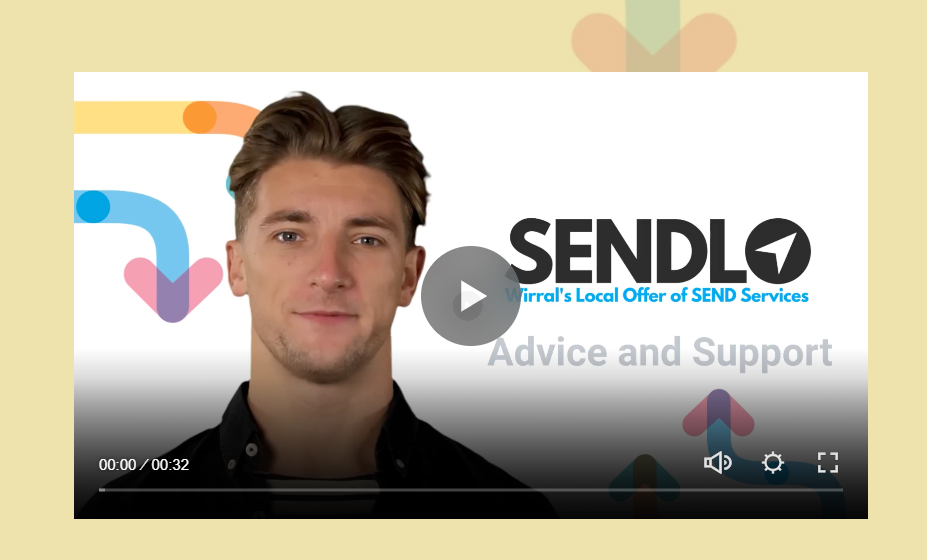 SENDLO
Wirral's Local Offer of SEND Services
Advice and Support
00:00 / 00:32